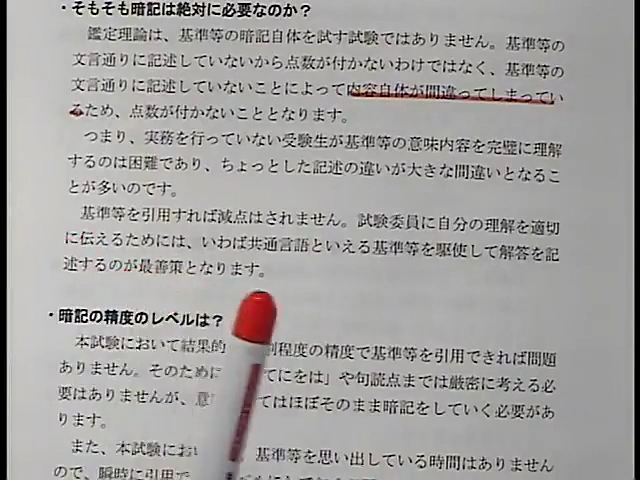 ・そもそも暗記は絶対に必要なのか？
鑑定理論は、基準等の暗記自体を試す試験ではありません。基準等の
文言通りに記述していないから点数が付かないわけではなく、基準等の
文言通りに記述していないことによって内容自体が間違ってしまってい
るため、点数が付かないこととなります。
つまり、実務を行っていない受験生が基準等の意味内容を完璧に理解
するのは困難であり、ちょっとした記述の違いが大きな間違いとなるこ
とが多いのです。
基準等を引用すれば減点はされません。試験委員に自分の理解を適切
に伝えるためには、いわば共通言語といえる基準等を駆使して解答を記
述するのが最善策となります。
・暗記の精度のレベルは？
本試験において結果的 割程度の精度で基準等を引用できれば問題
ありません。そのために てにをは」や句読点までは厳密に考える必
要はありませんが、意 てはほぼそのまま暗記をしていく必要があ
ります。
また、本試験にお 基準等を思い出している時間はありません
ので、瞬時に引用で